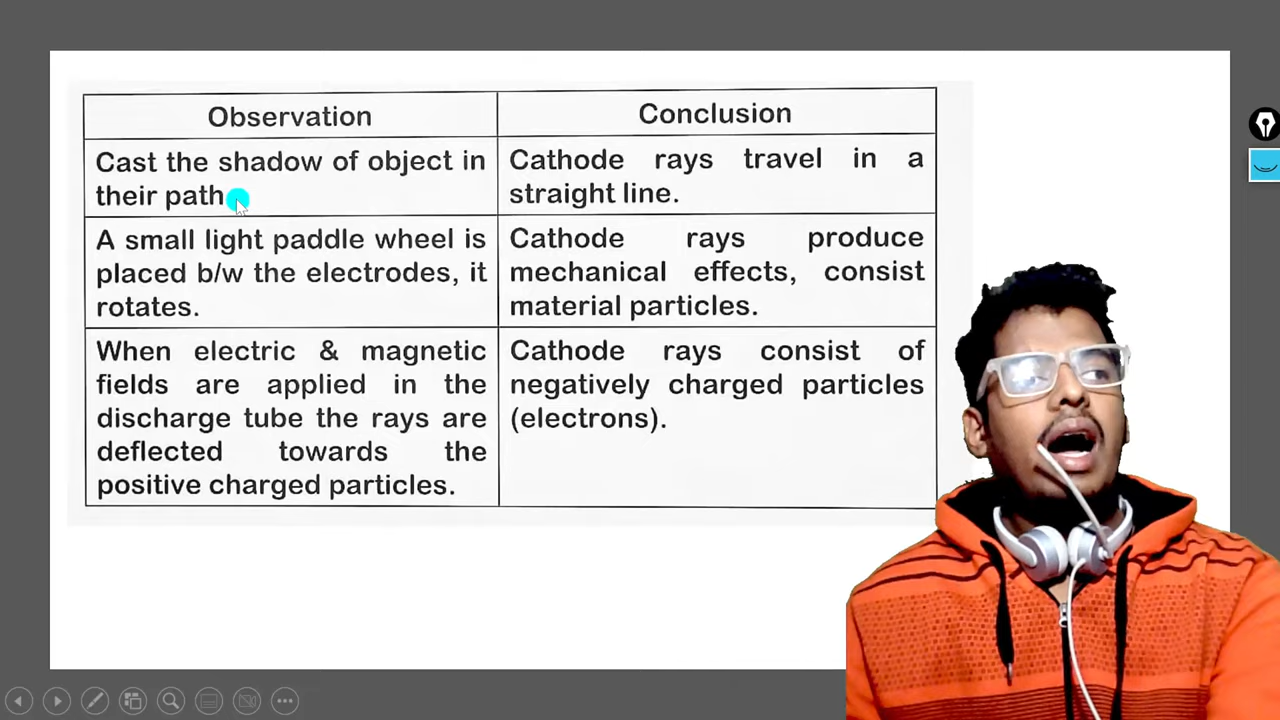 Observation
Conclusion
Cast the shadow of object in
their path
Cathode rays travel in a
straight line.
A small light paddle wheel is
placed b/w the electrodes, it
rotates.
Cathode rays produce
mechanical effects, consist
material particles.
When electric & magnetic
fields are applied in the
discharge tube the rays are
deflected towards the
positive charged particles.
Cathode rays consist of
negatively charged particles
(electrons).